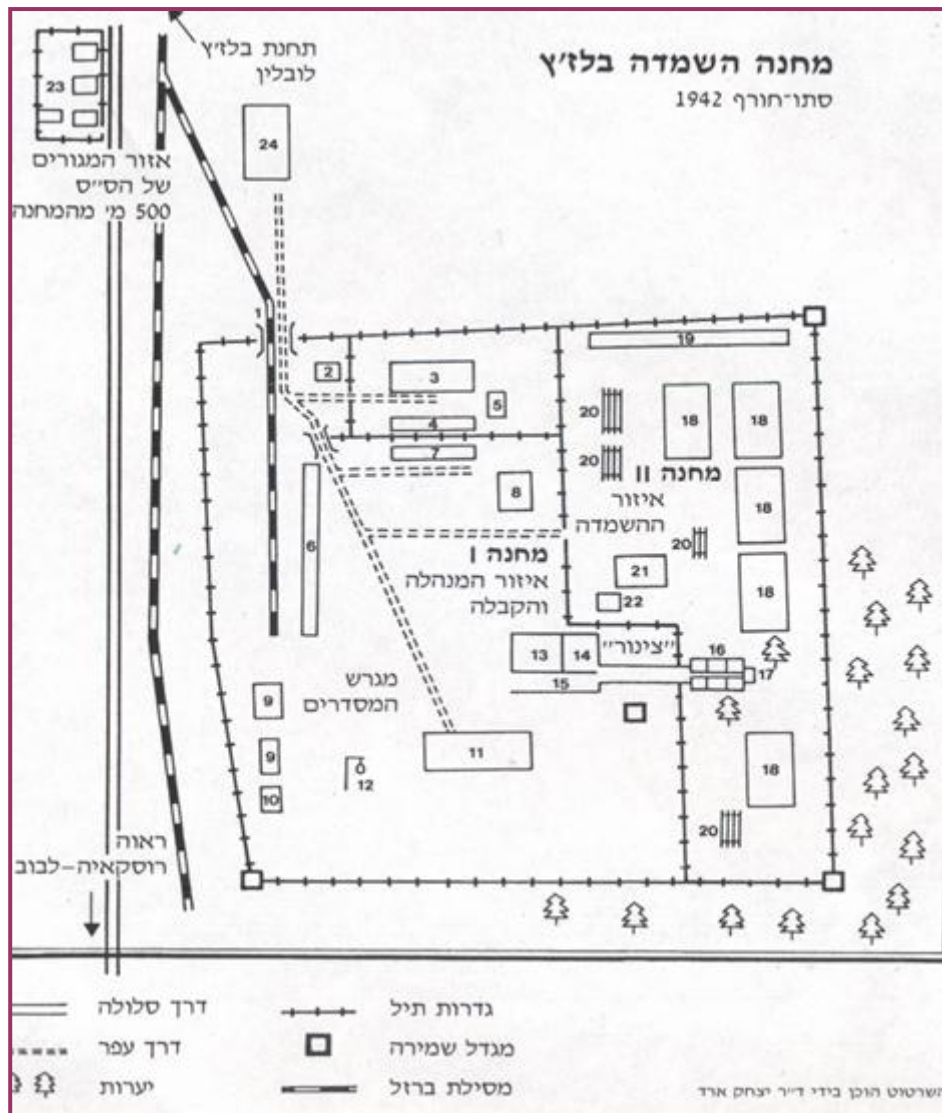 מחנה השמדה בלז'ץ
סתו־חורף 1942
תחנת בלז'ץ
לובלין
23
24
אזור המגורים
של הס״ס
500 מ' מהמחנה
1
2
3
4
5
6
7
8
19
20
18
18
20
מחנה II
איזור
ההשמדה
18
20
21
22
18
מחנה I
איזור המנהלה
והקבלה
13
14
15
"צינור"
16
17
מגרש
המסדרים
9
9
10
11
12
18
20
ראוה
רוסקאיה–לבוב
גדרות תיל
דרך סלולה
מגדל שמירה
דרך עפר
מסילת ברזל
יערות
השרטוט הוכן בידי ד״ר יצחק ארד